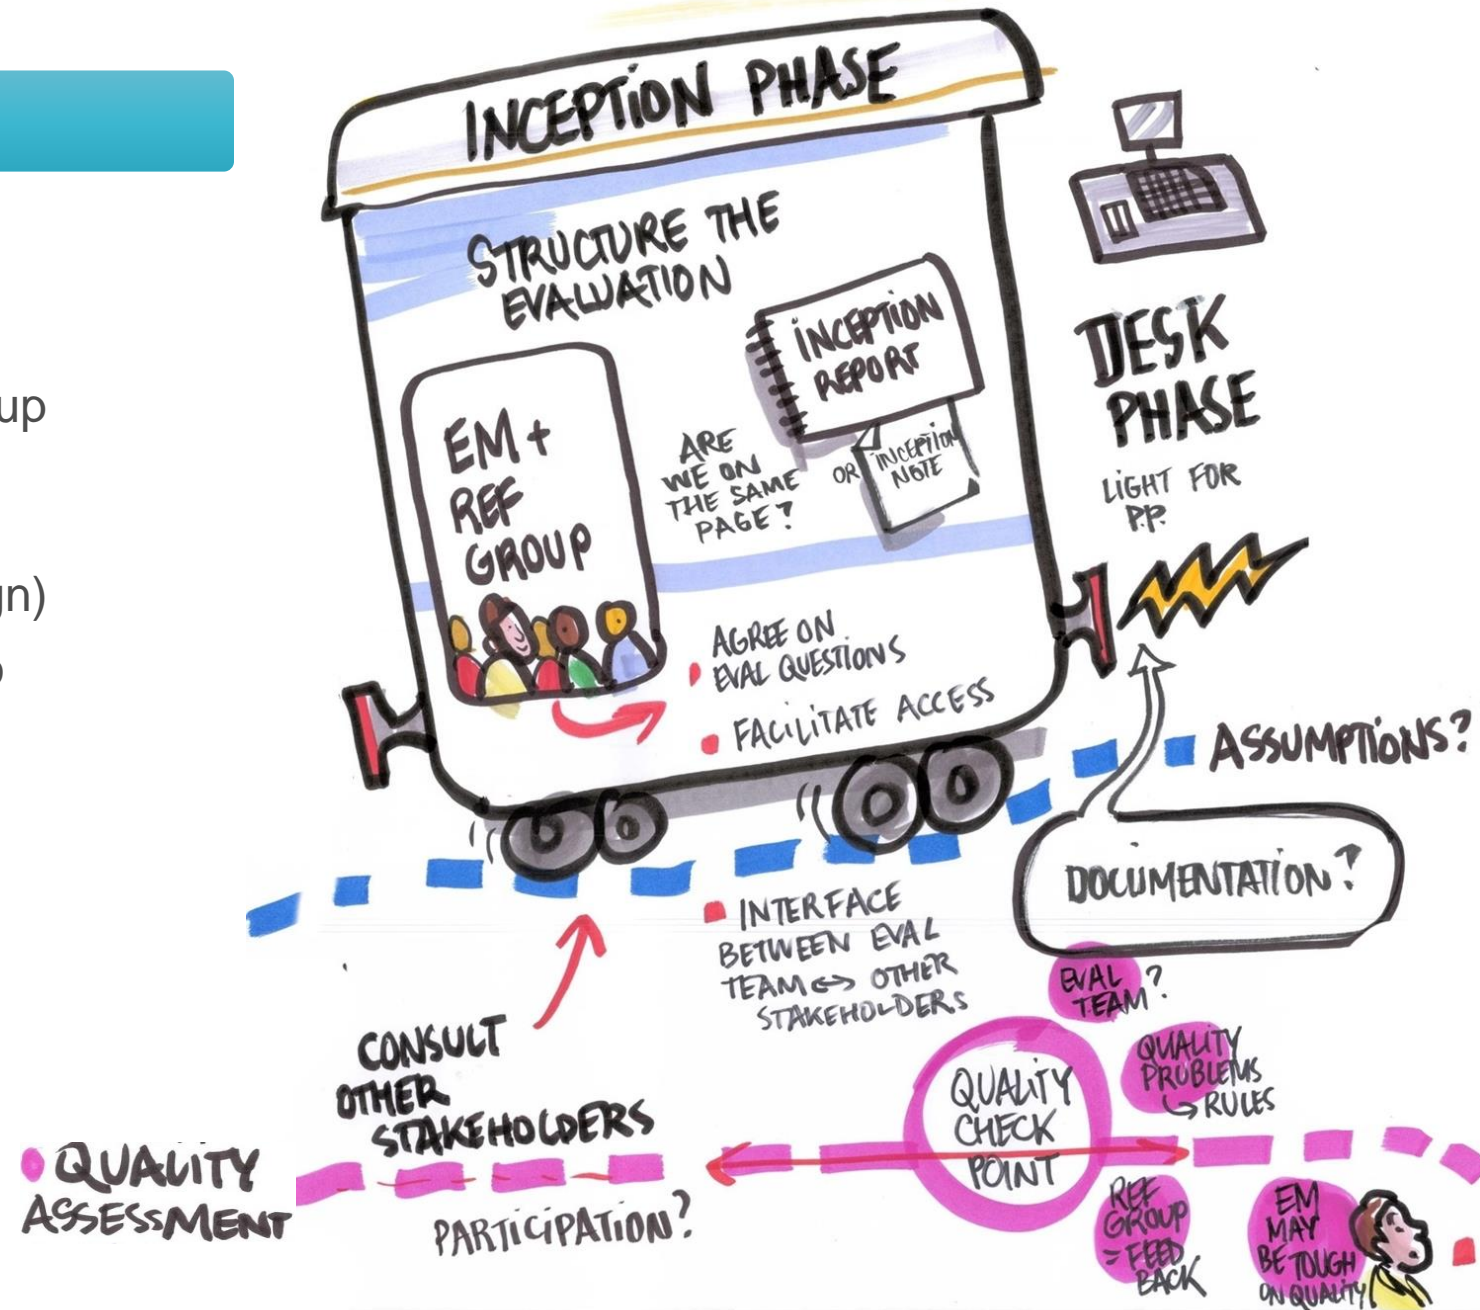 INCEPTION PHASE
STRUCTURE THE
EVALUATION
INCEPTION
REPORT
OR
INCEPTION
NOTE
EM +
REF
GROUP
ARE
WE ON
THE SAME
PAGE?
AGREE ON
EVAL QUESTIONS
FACILITATE ACCESS
DESK
PHASE
LIGHT FOR
P.P.
up
gn)
ASSUMPTIONS?
DOCUMENTATION?
INTERFACE
BETWEEN EVAL
TEAM <-> OTHER
STAKEHOLDERS
CONSULT
OTHER
STAKEHOLDERS
EVAL
TEAM?
QUALITY
PROBLEMS
↳ RULES
QUALITY
CHECK
POINT
QUALITY
ASSESSMENT
PARTICIPATION?
REF
GROUP
= FEED
BACK
EM
MAY
BE TOUGH
ON QUALITY